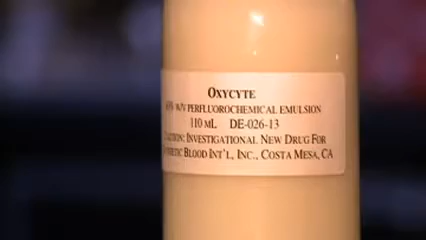 OXYCYTE
W/V PERFLUOROCHEMICAL EMULSION
110 ML DE-026-13
CAUTION: INVESTIGATIONAL NEW DRUG FOR
SYNTHETIC BLOOD INT'L, INC., COSTA MESA, CA